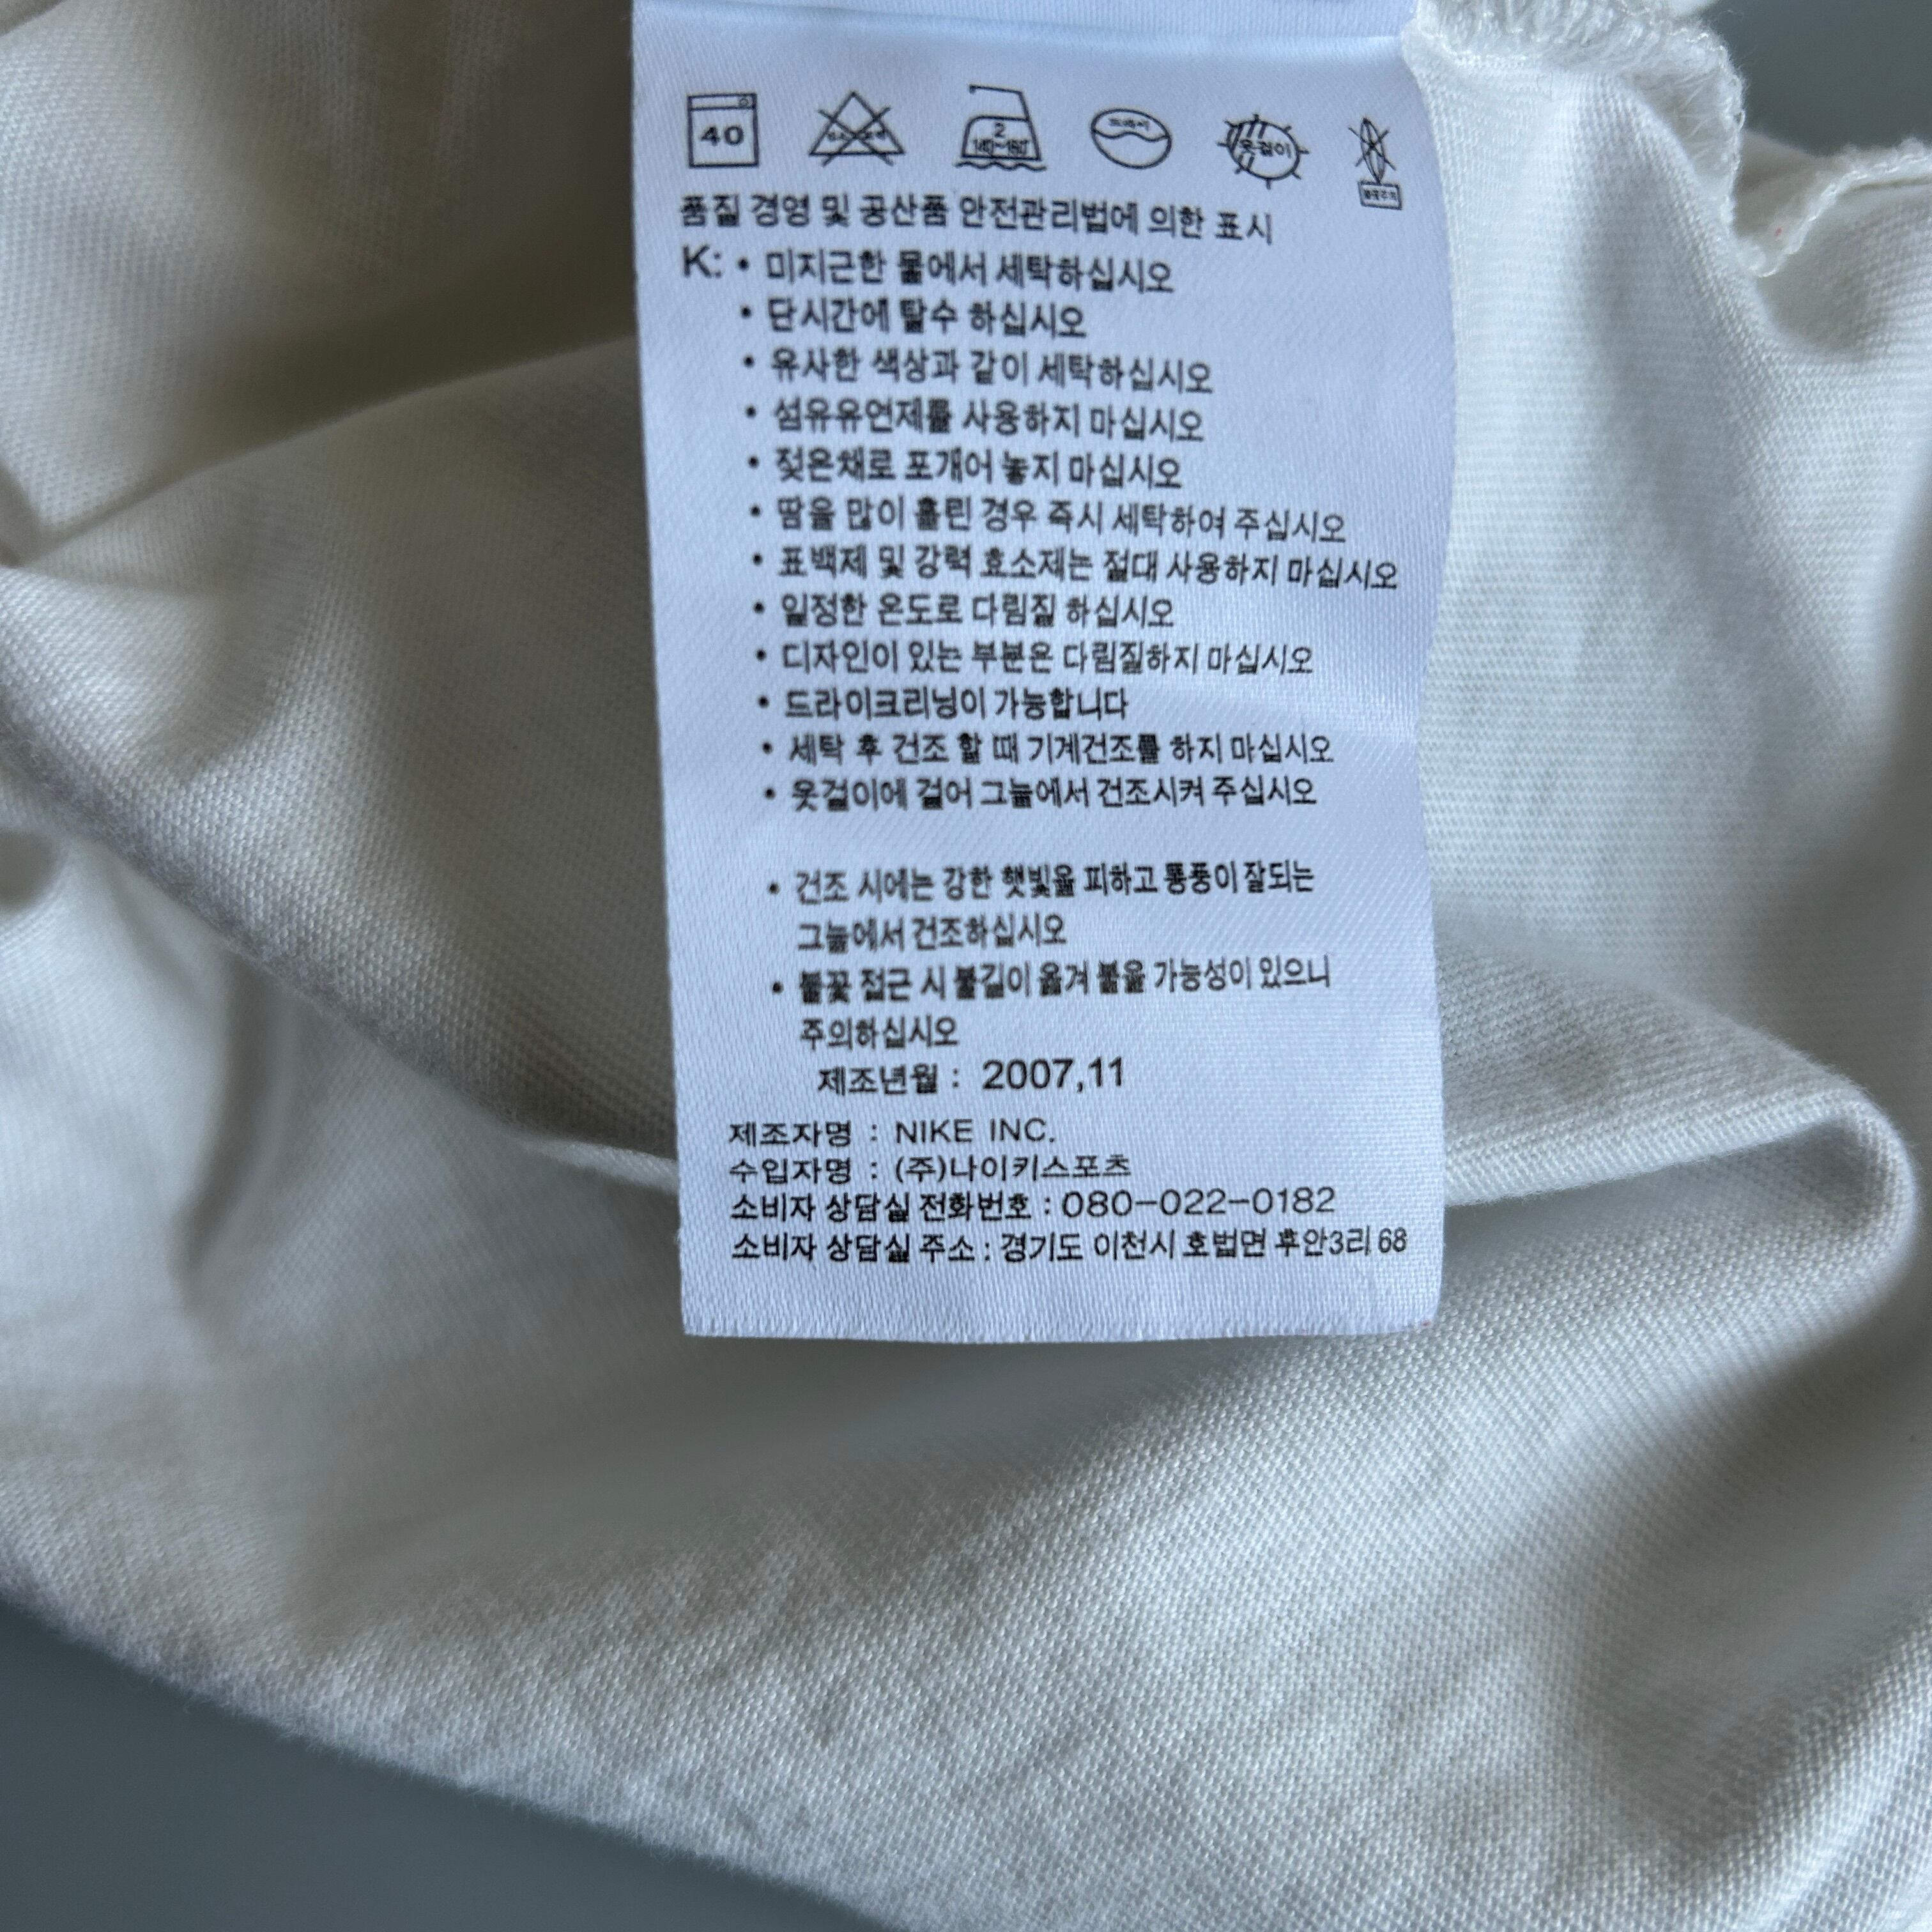 40
2
140~160℃
드라이
옷걸이
품질 경영 및 공산품 안전관리법에 의한 표시
K: • 미지근한 물에서 세탁하십시오
• 단시간에 탈수 하십시오
• 유사한 색상과 같이 세탁하십시오
• 섬유유연제를 사용하지 마십시오
• 젖은채로 포개어 놓지 마십시오
• 땀을 많이 흘린 경우 즉시 세탁하여 주십시오
• 표백제 및 강력 효소제는 절대 사용하지 마십시오
• 일정한 온도로 다림질 하십시오
• 디자인이 있는 부분은 다림질하지 마십시오
• 드라이크리닝이 가능합니다
• 세탁 후 건조 할 때 기계건조를 하지 마십시오
• 옷걸이에 걸어 그늘에서 건조시켜 주십시오
• 건조 시에는 강한 햇빛을 피하고 통풍이 잘되는
그늘에서 건조하십시오
• 불꽃 접근 시 불길이 옮겨 붙을 가능성이 있으니
주의하십시오
제조년월 : 2007,11
제조자명 : NIKE INC.
수입자명 : (주)나이키스포츠
소비자 상담실 전화번호 : 080-022-0182
소비자 상담실 주소 : 경기도 이천시 호법면 후안3리 68